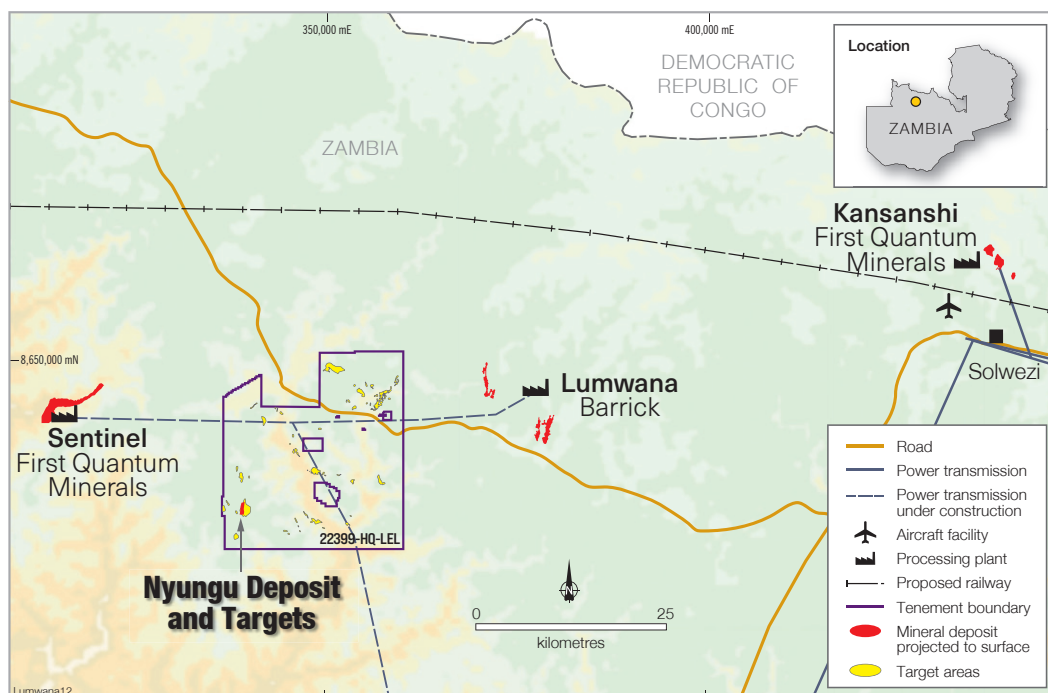 350,000 mE
400,000 mE
DEMOCRATIC
REPUBLIC OF
CONGO
Location
ZAMBIA
ZAMBIA
Kansanshi
First Quantum
Minerals
8,650,000 mN
Solwezi
Lumwana
Barrick
Sentinel
First Quantum
Minerals
22399-HQ-LEL
Nyungu Deposit
and Targets
N
0 25
kilometres
Road
Power transmission
Power transmission
under construction
Aircraft facility
Processing plant
Proposed railway
Tenement boundary
Mineral deposit
projected to surface
Target areas
Lumwana12